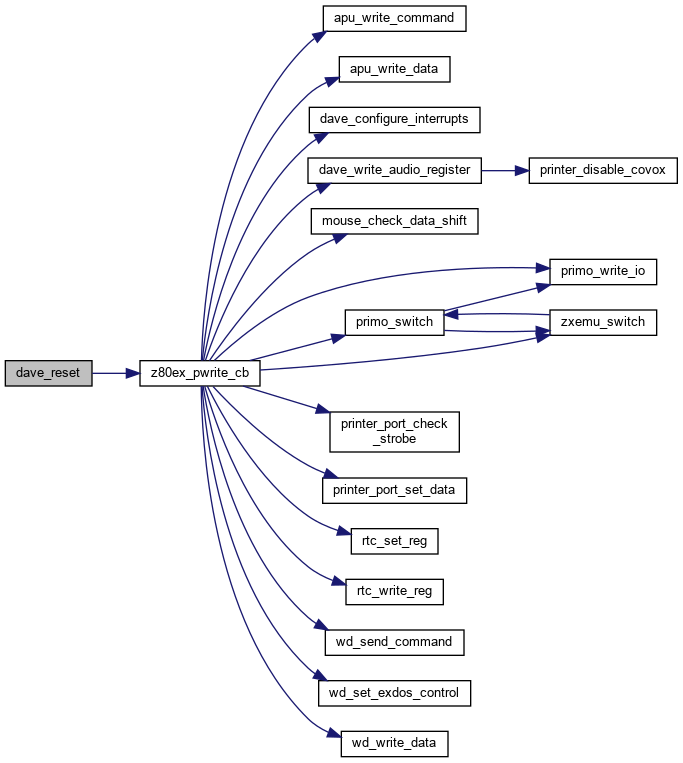 apu_write_command
apu_write_data
dave_configure_interrupts
dave_write_audio_register
printer_disable_covox
mouse_check_data_shift
primo_write_io
primo_switch
zxemu_switch
dave_reset
z80ex_pwrite_cb
printer_port_check
_strobe
printer_port_set_data
rtc_set_reg
rtc_write_reg
wd_send_command
wd_set_exdos_control
wd_write_data